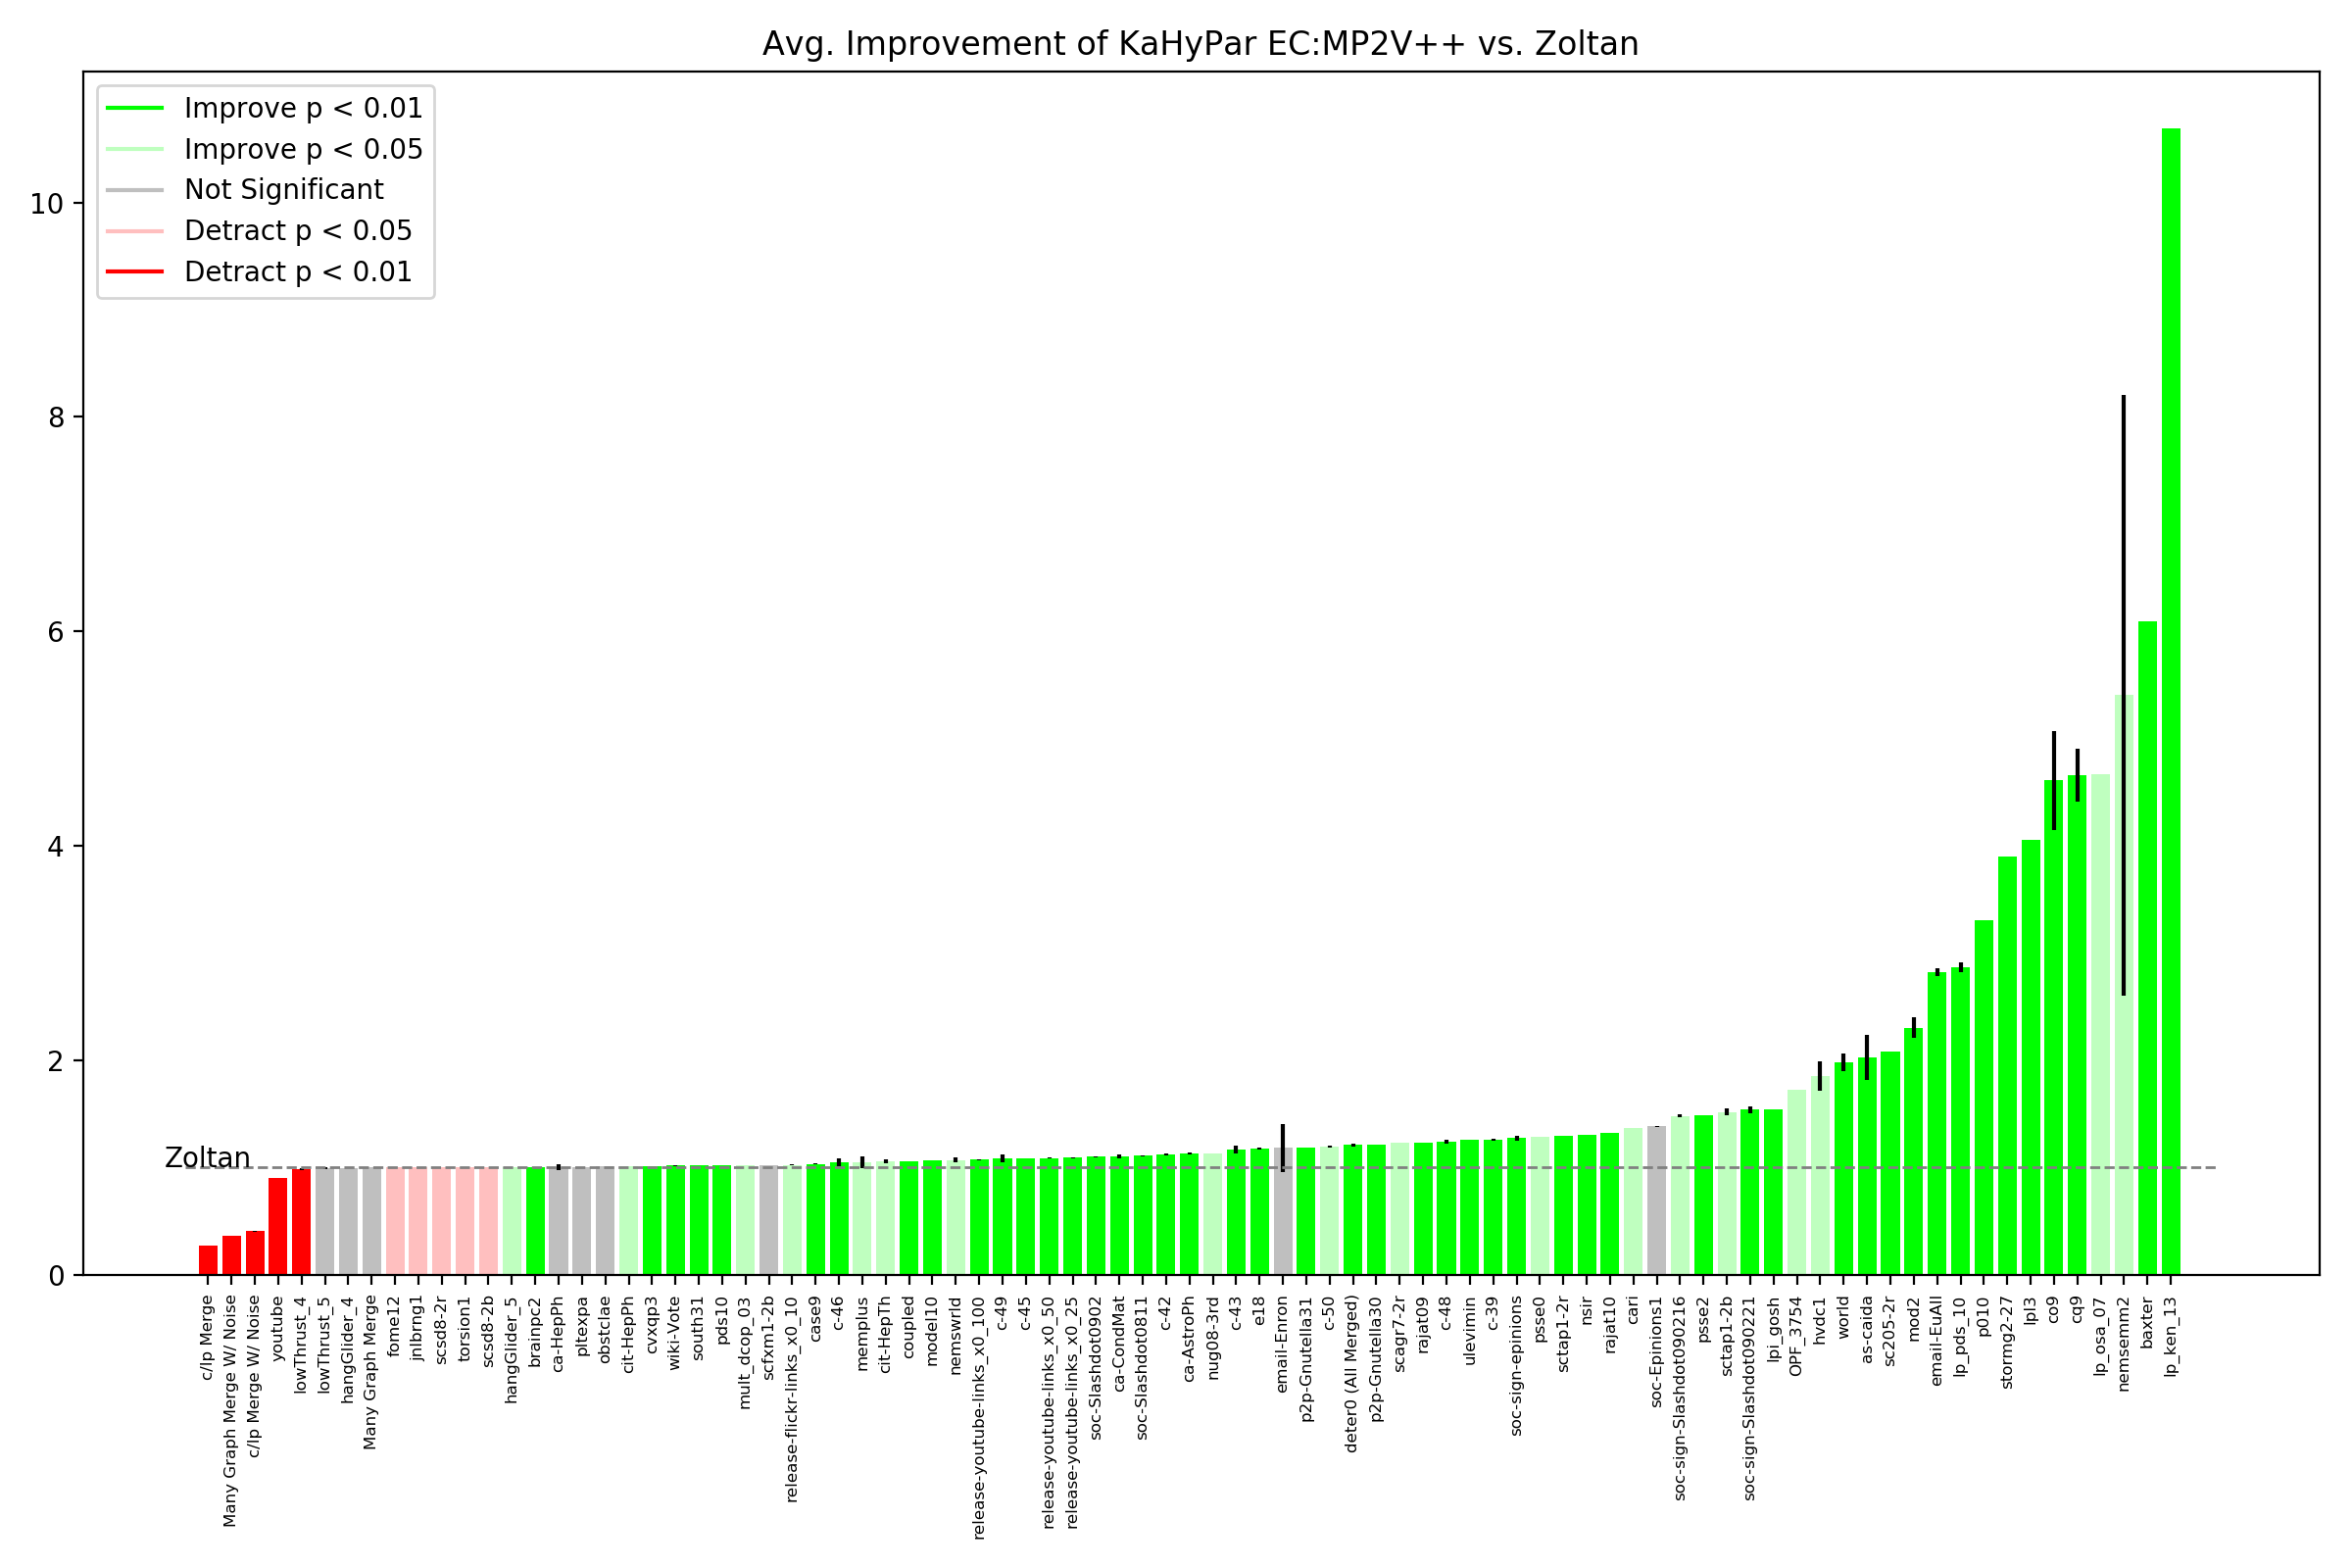 Avg. Improvement of KaHyPar EC:MP2V++ vs. Zoltan
Improve p < 0.01
Improve p < 0.05
Not Significant
Detract p < 0.05
Detract p < 0.01
10
8
6
4
2
0
Zoltan
c/lp Merge
Many Graph Merge W/ Noise
c/lp Merge W/ Noise
youtube
lowThrust_4
lowThrust_5
hangGlider_4
Many Graph Merge
fome12
jnlbrng1
scsd8-2r
torsion1
scsd8-2b
hangGlider_5
brainpc2
ca-HepPh
pltexpa
obstclae
cit-HepPh
cvxqp3
wiki-Vote
south31
pds10
mult_dcop_03
scfxm1-2b
release-flickr-links_x0_10
case9
c-46
memplus
cit-HepTh
coupled
model10
nemswrld
release-youtube-links_x0_100
c-49
c-45
release-youtube-links_x0_50
release-youtube-links_x0_25
soc-Slashdot0902
ca-CondMat
soc-Slashdot0811
c-42
ca-AstroPh
nug08-3rd
c-43
e18
email-Enron
p2p-Gnutella31
c-50
deter0 (All Merged)
p2p-Gnutella30
scagr7-2r
rajat09
c-48
ulevimin
c-39
soc-sign-epinions
psse0
sctap1-2r
nsir
rajat10
cari
soc-Epinions1
soc-sign-Slashdot090216
psse2
sctap1-2b
soc-sign-Slashdot090221
lpi_gosh
OPF_3754
hvdc1
world
as-caida
sc205-2r
mod2
email-EuAll
lp_pds_10
p010
stormg2-27
lpl3
co9
cq9
lp_osa_07
nemsemm2
baxter
lp_ken_13